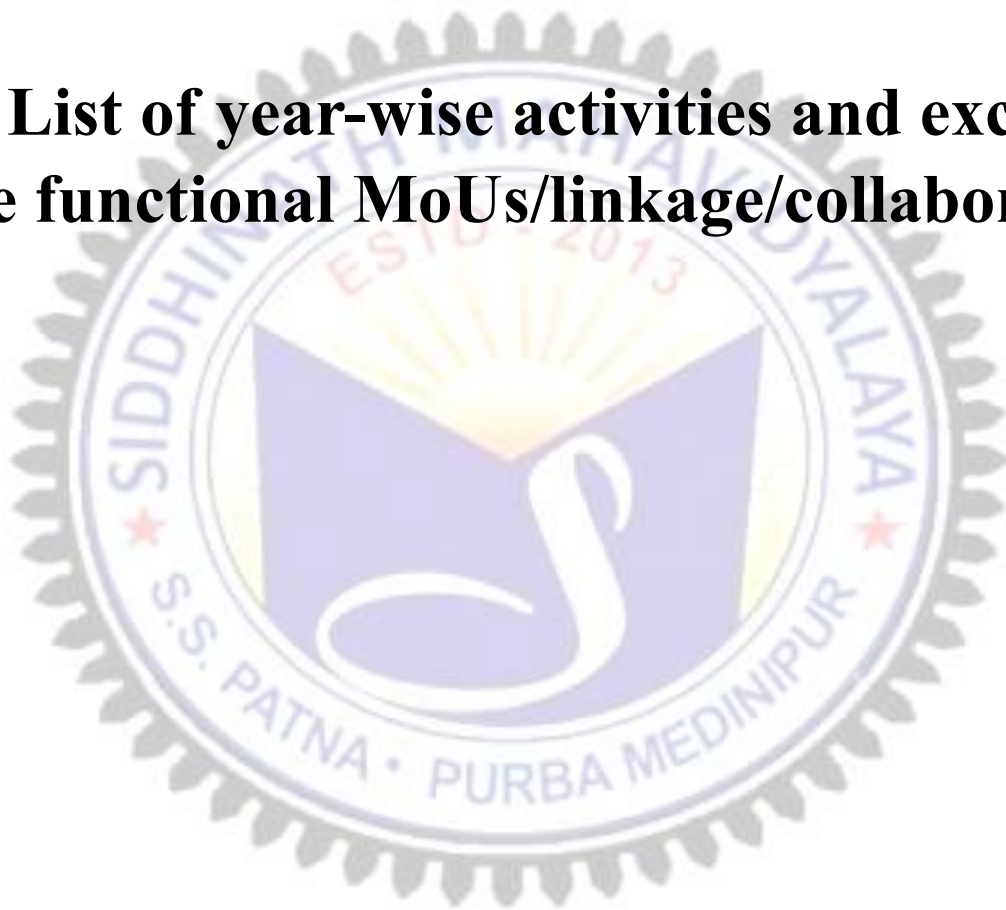 List of year-wise activities and exc
e functional MoUs/linkage/collabor
SIDDHINATH MAHAVIDYALAYA
ESTD - 2013
S.S. PATNA • PURBA MEDINIPUR